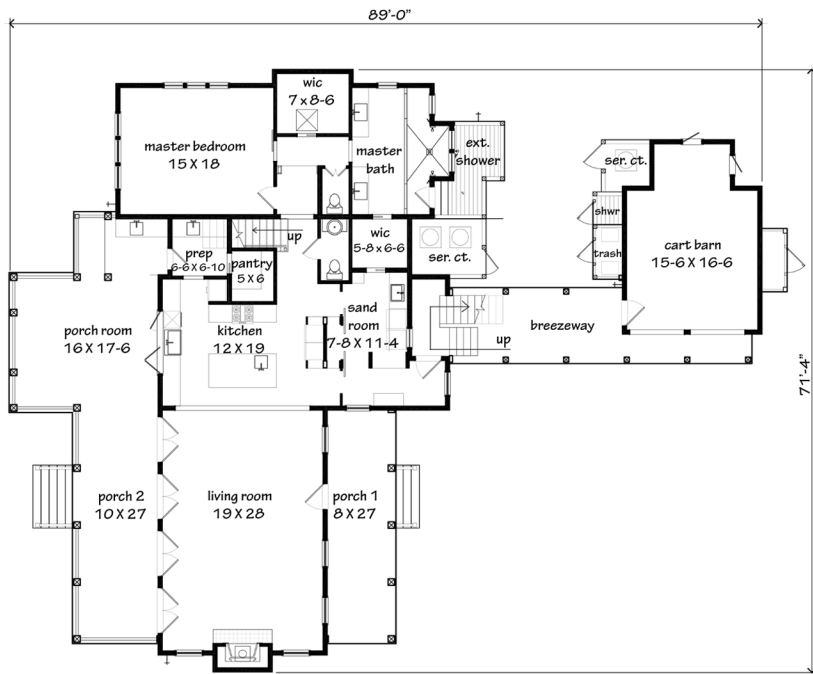 89'-0"
wic
7 x 8-6
master bedroom
15 X 18
master
bath
ext.
shower
ser. ct.
shwr
trash
cart barn
15-6 X 16-6
up
wic
5-8 x 6-6
ser. ct.
prep
6-6 X 6-10
pantry
5 X 6
porch room
16 X 17-6
kitchen
12 X 19
sand
room
7-8 X 11-4
up
breezeway
71'-4"
porch 2
10 X 27
living room
19 X 28
porch 1
8 X 27